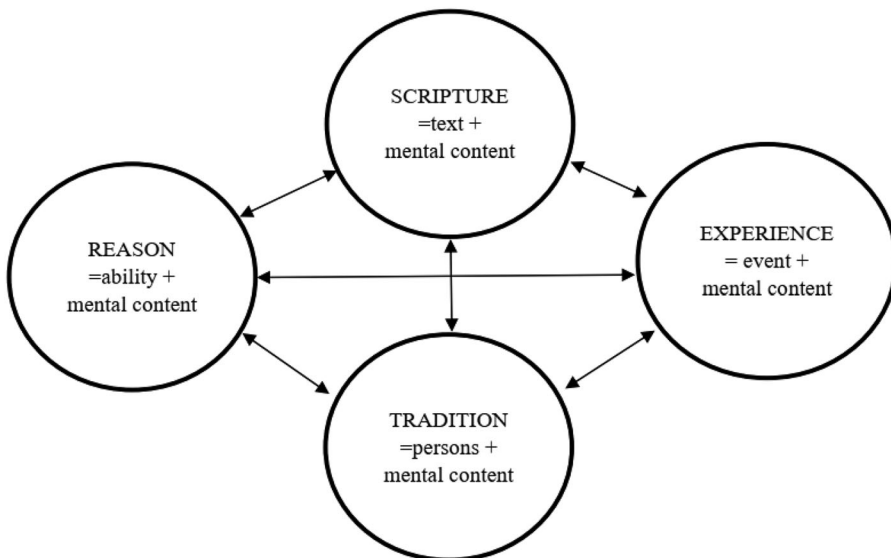 SCRIPTURE
=text +
mental content
REASON
=ability +
mental content
EXPERIENCE
= event +
mental content
TRADITION
=persons +
mental content